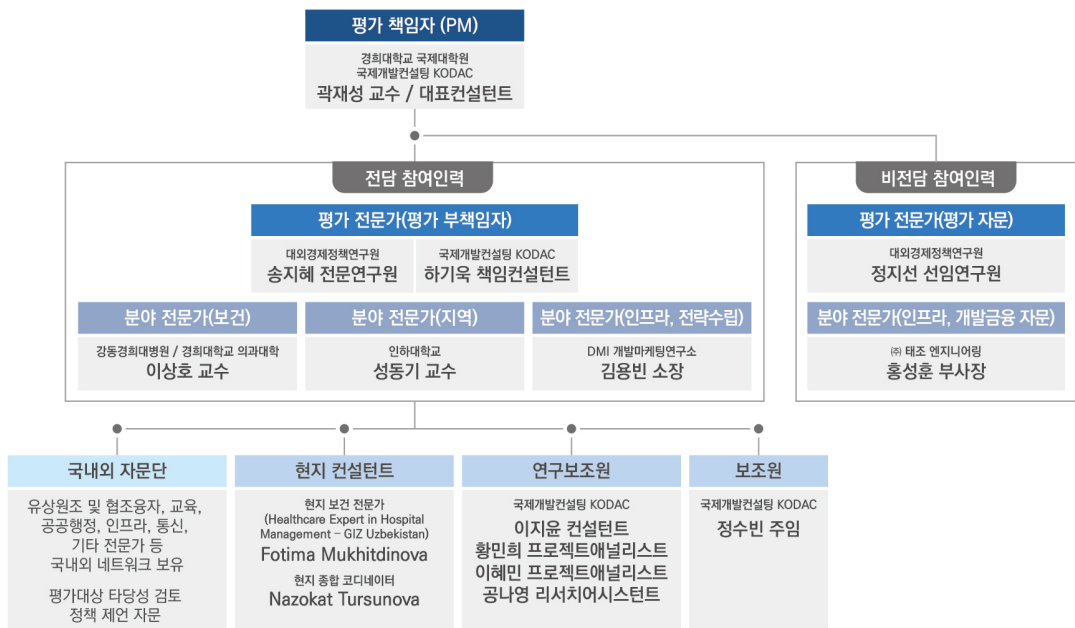 평가 책임자 (PM)
경희대학교 국제대학원
국제개발컨설팅 KODAC
곽재성 교수 / 대표컨설턴트
전담 참여인력
평가 전문가(평가 부책임자)
대외경제정책연구원
송지혜 전문연구원
국제개발컨설팅 KODAC
하기욱 책임컨설턴트
분야 전문가(보건)
강동경희대병원 / 경희대학교 의과대학
이상호 교수
분야 전문가(지역)
인하대학교
성동기 교수
분야 전문가(인프라, 전략수립)
DMI 개발마케팅연구소
김용빈 소장
비전담 참여인력
평가 전문가(평가 자문)
대외경제정책연구원
정지선 선임연구원
분야 전문가(인프라, 개발금융 자문)
㈜ 태조 엔지니어링
홍성훈 부사장
국내외 자문단
유상원조 및 협조융자, 교육,
공공행정, 인프라, 통신,
기타 전문가 등
국내외 네트워크 보유
평가대상 타당성 검토
정책 제언 자문
현지 컨설턴트
현지 보건 전문가
(Healthcare Expert in Hospital
Management – GIZ Uzbekistan)
Fotima Mukhitdinova
현지 종합 코디네이터
Nazokat Tursunova
연구보조원
국제개발컨설팅 KODAC
이지윤 컨설턴트
황민희 프로젝트애널리스트
이혜민 프로젝트애널리스트
공나영 리서치어시스턴트
보조원
국제개발컨설팅 KODAC
정수빈 주임